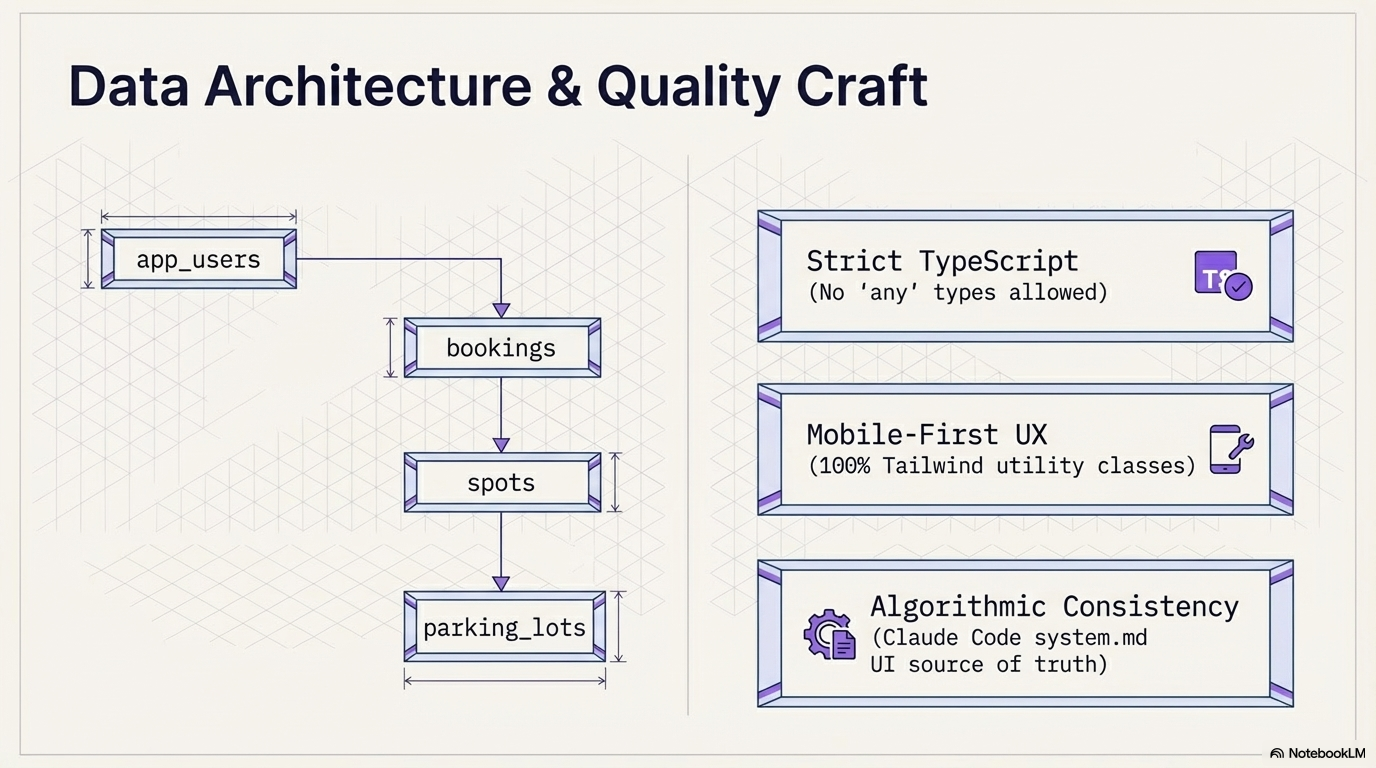 Data Architecture & Quality Craft
app_users
bookings
spots
parking_lots
Strict TypeScript
(No ‘any’ types allowed)
TS
Mobile-First UX
(100% Tailwind utility classes)
Algorithmic Consistency
(Claude Code system.md
UI source of truth)
NotebookLM